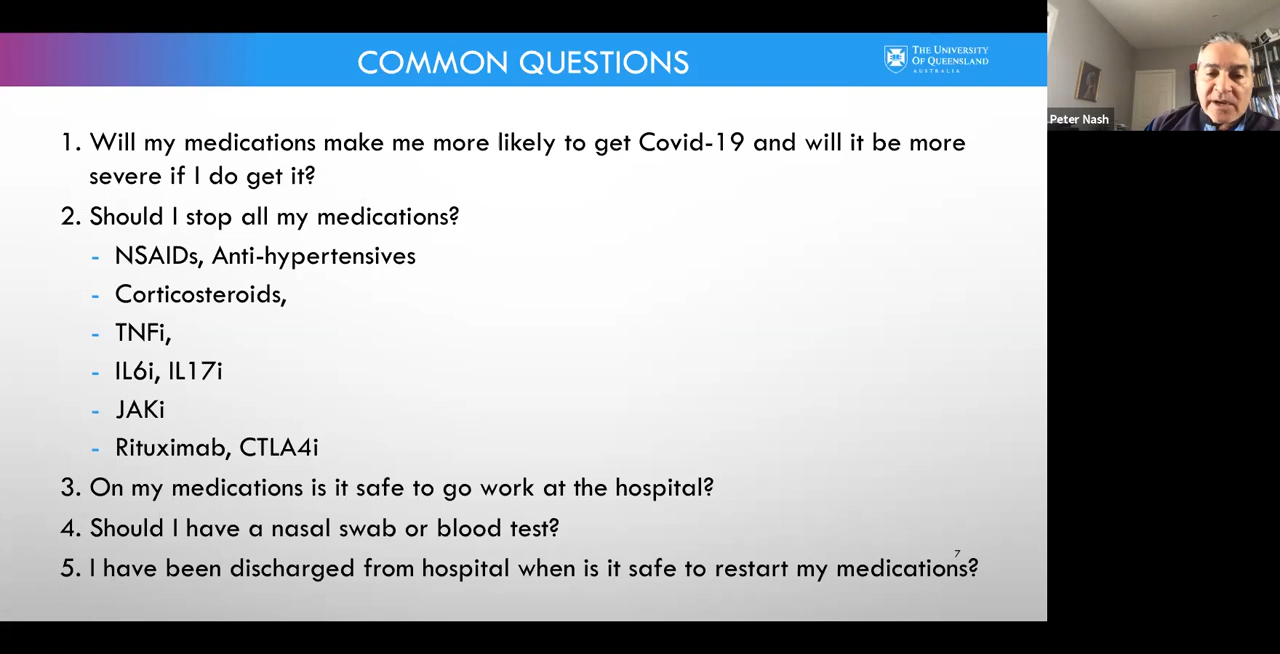 COMMON QUESTIONS
THE UNIVERSITY
OF QUEENSLAND
AUSTRALIA
Peter Nash
1. Will my medications make me more likely to get Covid-19 and will it be more
severe if I do get it?
2. Should I stop all my medications?
- NSAIDs, Anti-hypertensives
- Corticosteroids,
- TNFi,
- IL6i, IL17i
- JAKi
- Rituximab, CTLA4i
3. On my medications is it safe to go work at the hospital?
4. Should I have a nasal swab or blood test?
7
5. I have been discharged from hospital when is it safe to restart my medications?